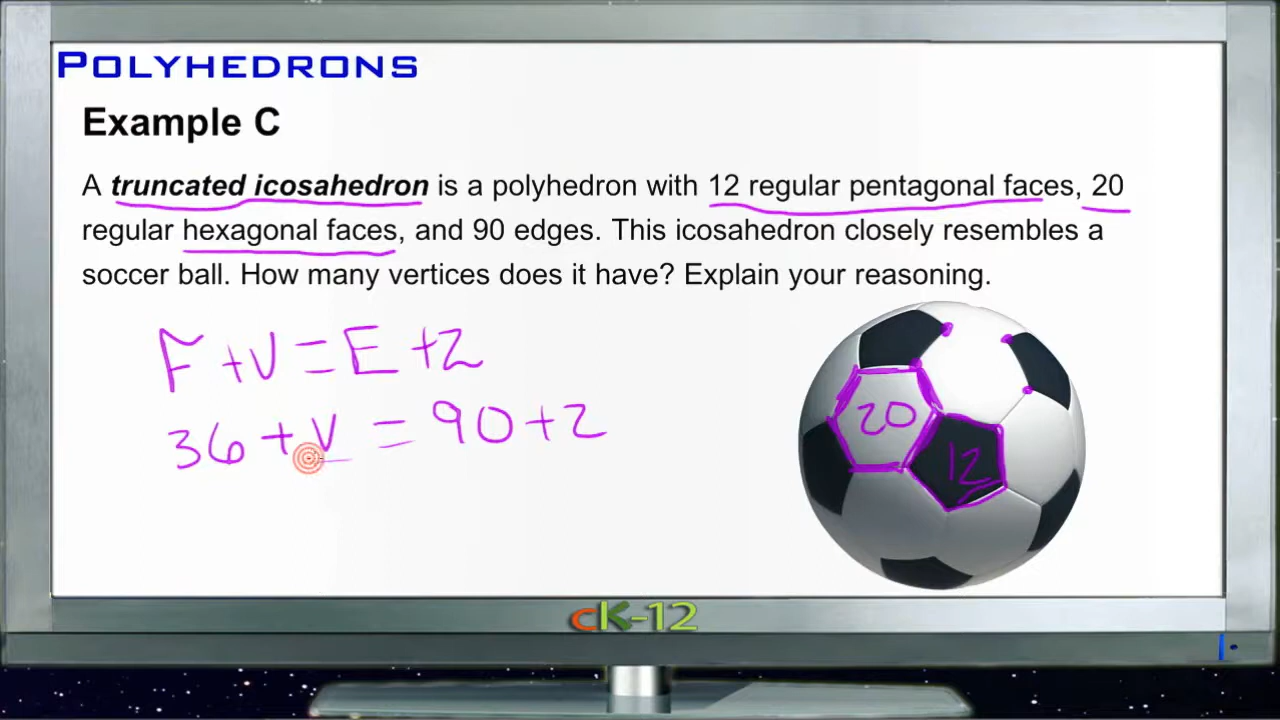 POLYHEDRONS
Example C
A truncated icosahedron is a polyhedron with 12 regular pentagonal faces, 20
regular hexagonal faces, and 90 edges. This icosahedron closely resembles a
soccer ball. How many vertices does it have? Explain your reasoning.
F+V=E+2
36+V=90+2
20
12
cK-12